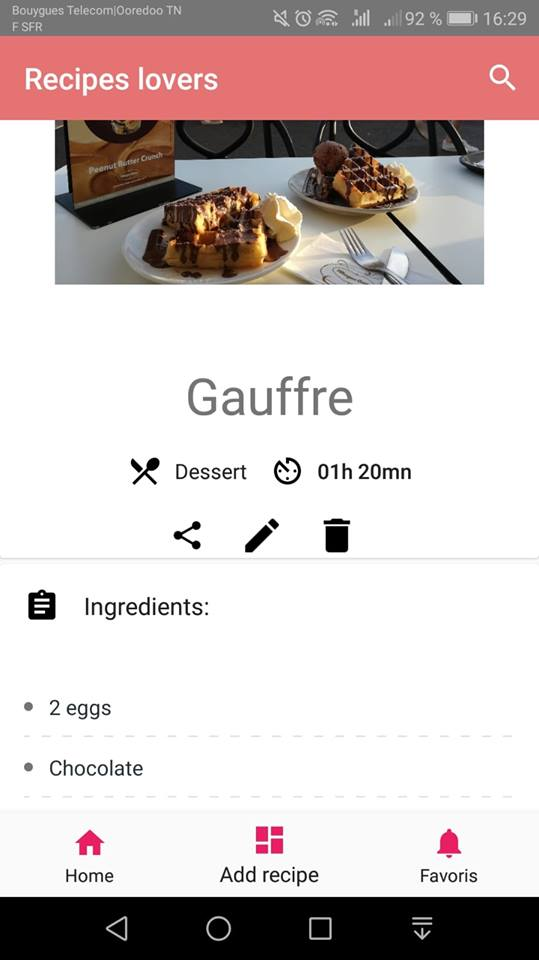 Bouygues Telecom|Ooredoo TN
F SFR
92 % 16:29
Recipes lovers
Peanut Butter Crunch
Gauffre
Dessert 01h 20mn
Ingredients:
2 eggs
Chocolate
Home Add recipe Favoris